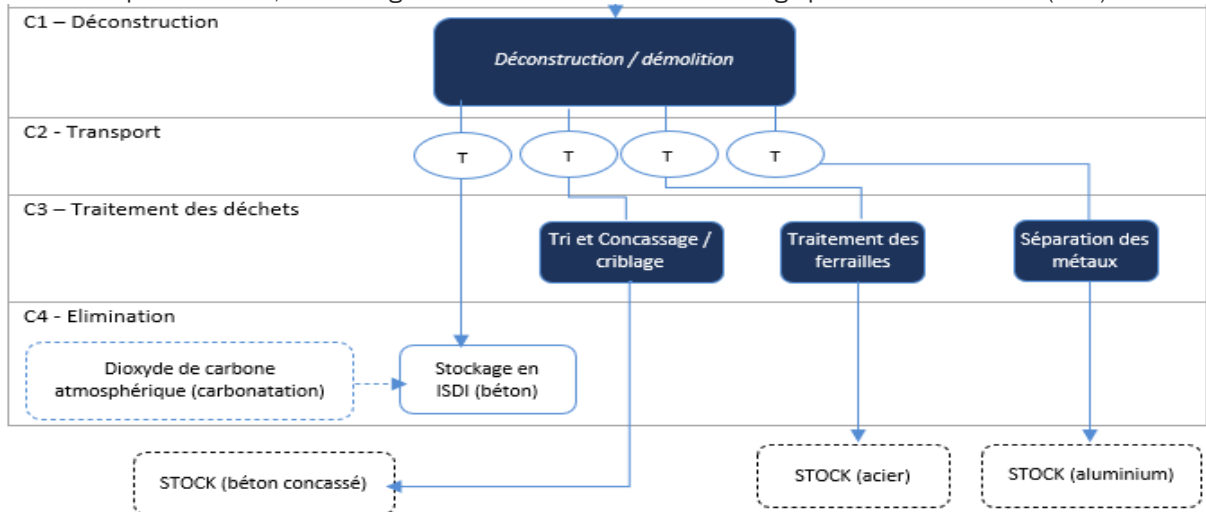 C1 – Déconstruction
Déconstruction / démolition
C2 - Transport
T
T
T
T
C3 – Traitement des déchets
Tri et Concassage /
criblage
Traitement des
ferrailles
Séparation des
métaux
C4 - Elimination
Dioxyde de carbone
atmosphérique (carbonatation)
Stockage en
ISDI (béton)
STOCK (béton concassé)
STOCK (acier)
STOCK (aluminium)